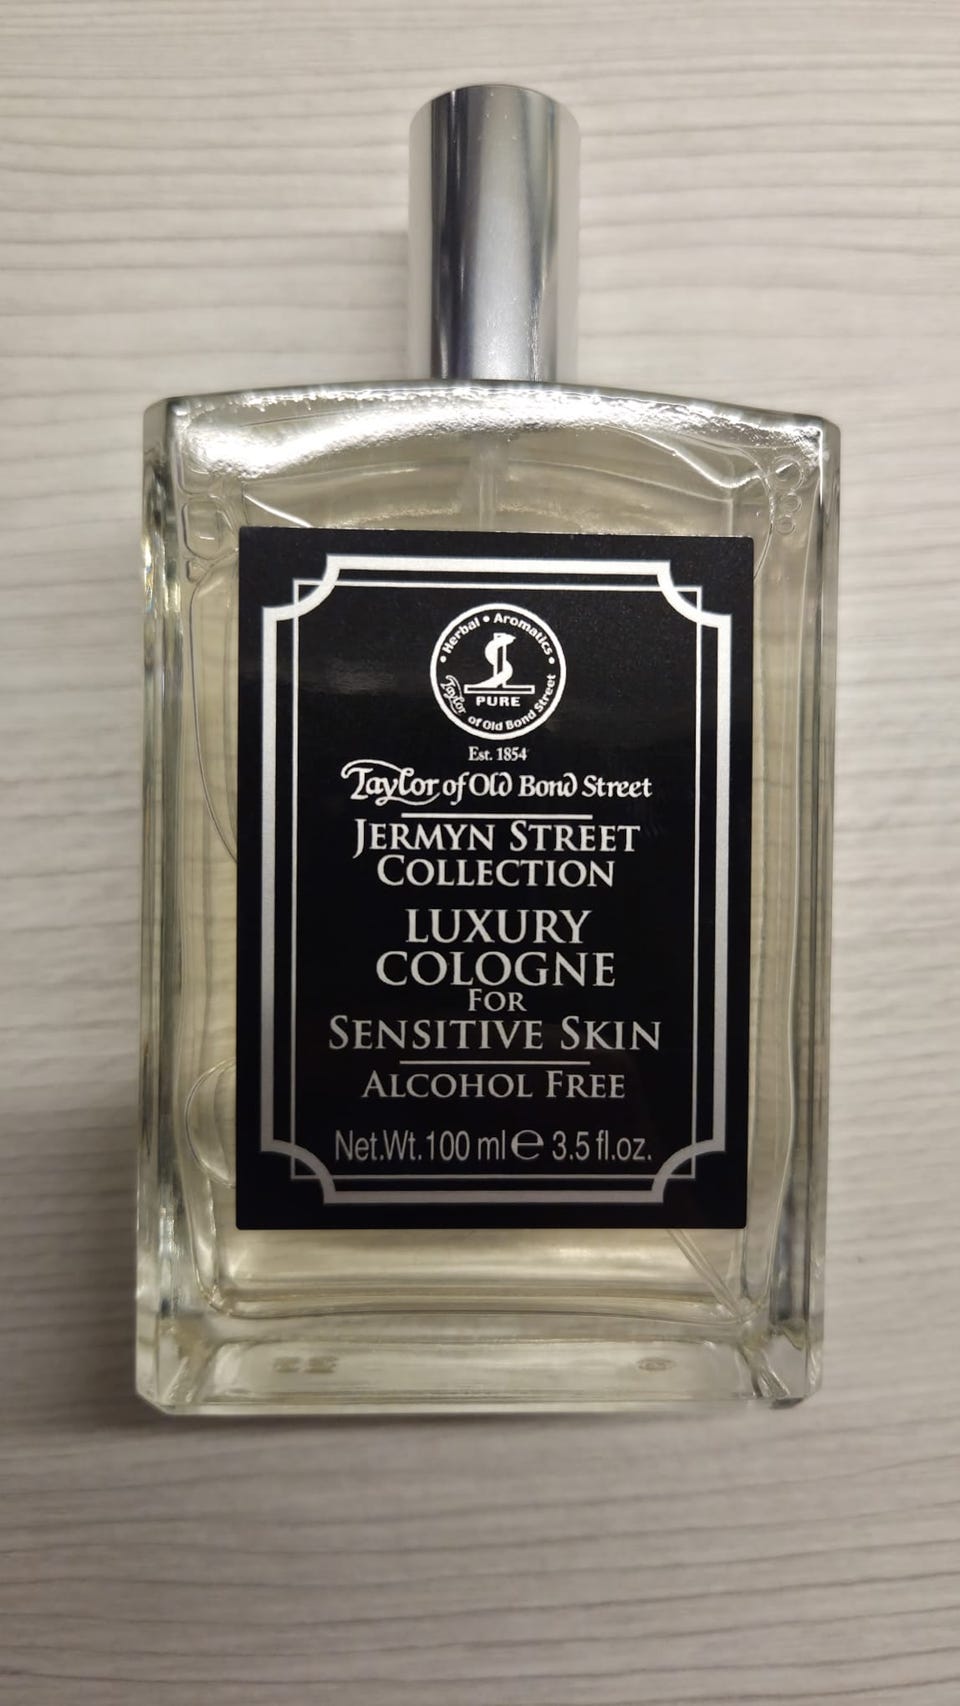 • Herbal • Aromatics •
PURE
Taylor of Old Bond Street
Est. 1854
Taylor of Old Bond Street
JERMYN STREET
COLLECTION
LUXURY
COLOGNE
FOR
SENSITIVE SKIN
ALCOHOL FREE
Net.Wt. 100 ml ℮ 3.5 fl.oz.